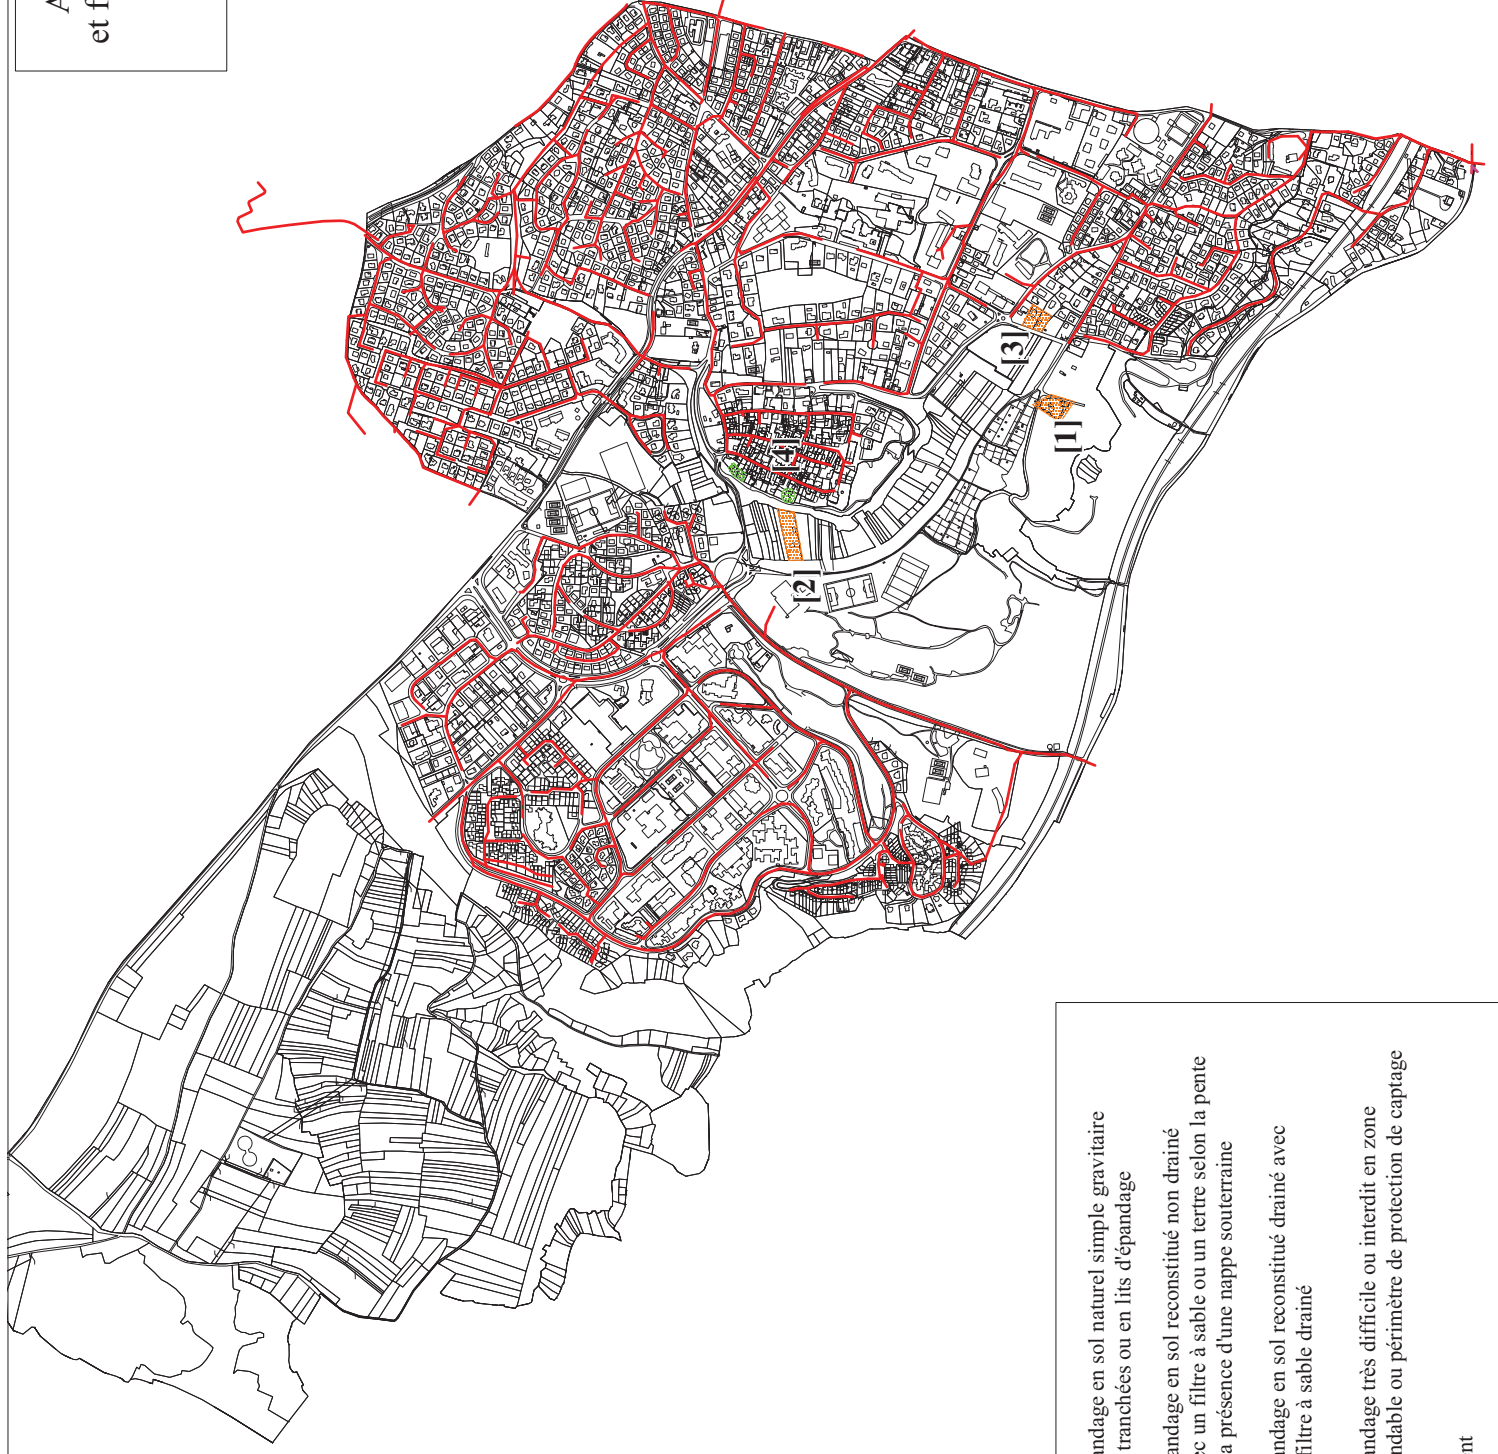 A
et f
[3]
[1]
[4]
[2]
ndage en sol naturel simple gravitaire
tranchées ou en lits d'épandage
andage en sol reconstitué non drainé
ec un filtre à sable ou un tertre selon la pente
a présence d'une nappe souterraine
ndage en sol reconstitué drainé avec
filtre à sable drainé
andage très difficile ou interdit en zone
ndable ou périmètre de protection de captage
nt